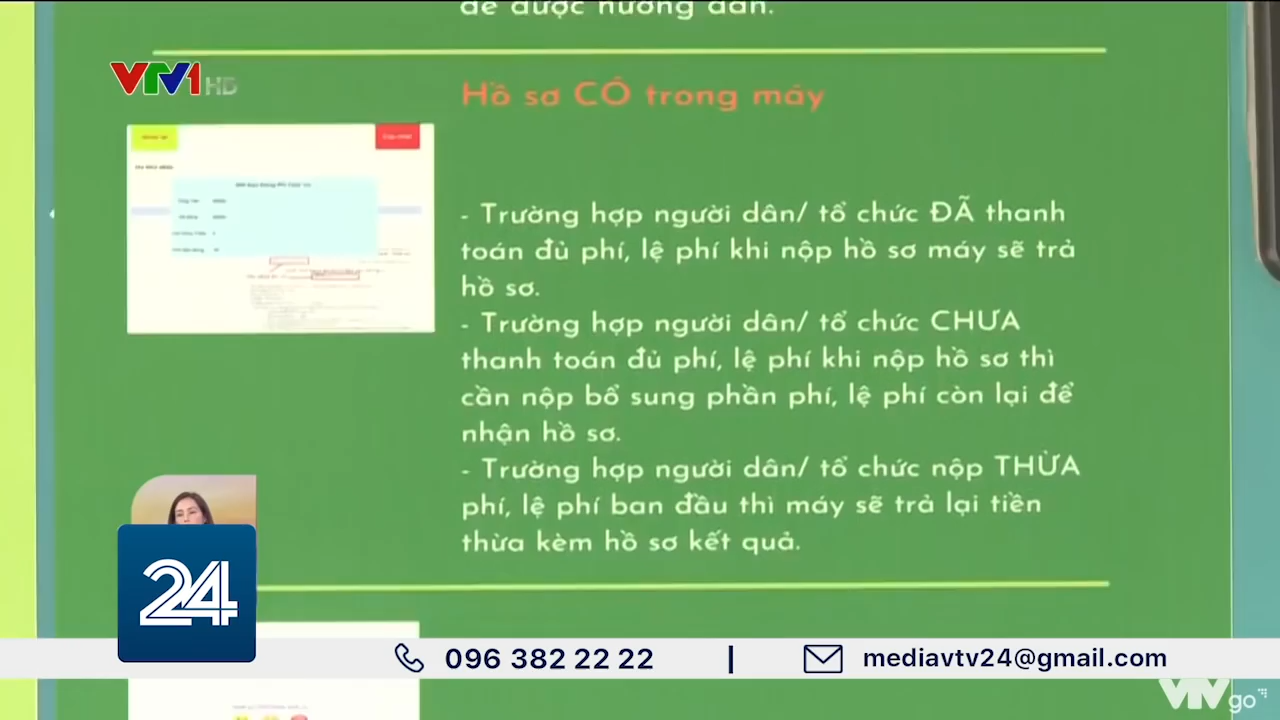 để được hướng dẫn.
VTV1 HD
Hồ sơ CÓ trong máy
- Trường hợp người dân/ tổ chức ĐÃ thanh
toán đủ phí, lệ phí khi nộp hồ sơ máy sẽ trả
hồ sơ.
- Trường hợp người dân/ tổ chức CHƯA
thanh toán đủ phí, lệ phí khi nộp hồ sơ thì
cần nộp bổ sung phần phí, lệ phí còn lại để
nhận hồ sơ.
- Trường hợp người dân/ tổ chức nộp THỪA
phí, lệ phí ban đầu thì máy sẽ trả lại tiền
thừa kèm hồ sơ kết quả.
24
096 382 22 22 | mediavtv24@gmail.com
VTV go